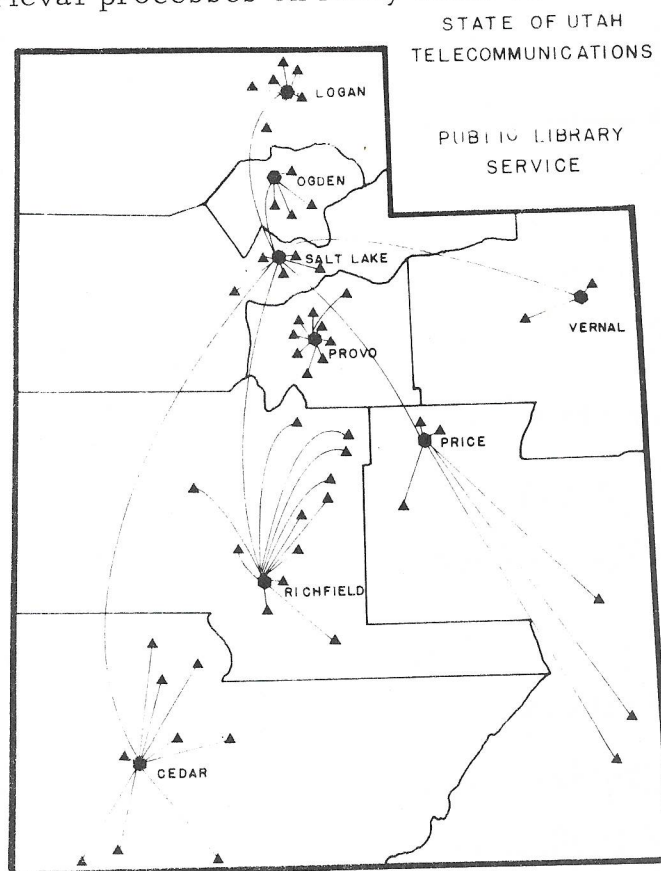 STATE OF UTAH
TELECOMMUNICATIONS
PUBLIC LIBRARY
SERVICE
LOGAN
OGDEN
SALT LAKE
VERNAL
PROVO
PRICE
RICHFIELD
CEDAR